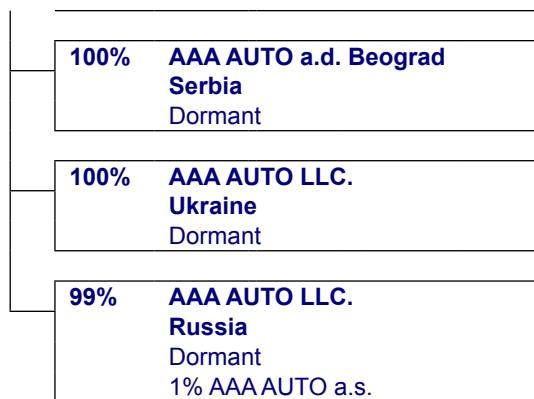 100% AAA AUTO a.d. Beograd
Serbia
Dormant
100% AAA AUTO LLC.
Ukraine
Dormant
99% AAA AUTO LLC.
Russia
Dormant
1% AAA AUTO a.s.